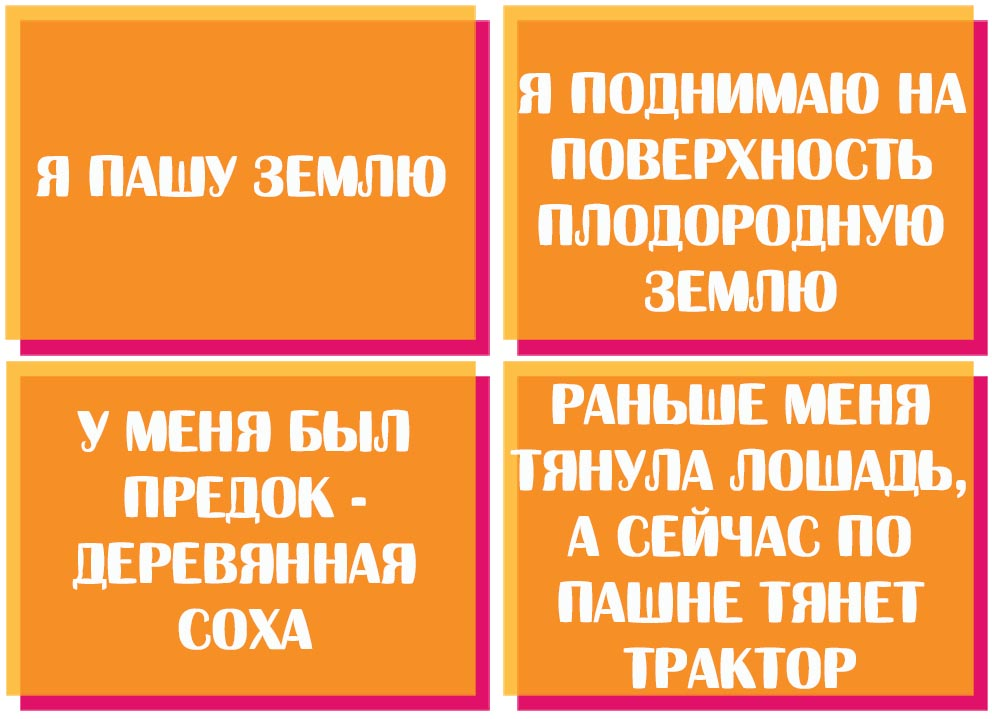 Я ПАШУ ЗЕМЛЮ
Я ПОДНИМАЮ НА
ПОВЕРХНОСТЬ
ПЛОДОРОДНУЮ
ЗЕМЛЮ
У МЕНЯ БЫЛ
ПРЕДОК -
ДЕРЕВЯННАЯ
СОХА
РАНЬШЕ МЕНЯ
ТЯНУЛА ЛОШАДЬ,
А СЕЙЧАС ПО
ПАШНЕ ТЯНЕТ
ТРАКТОР